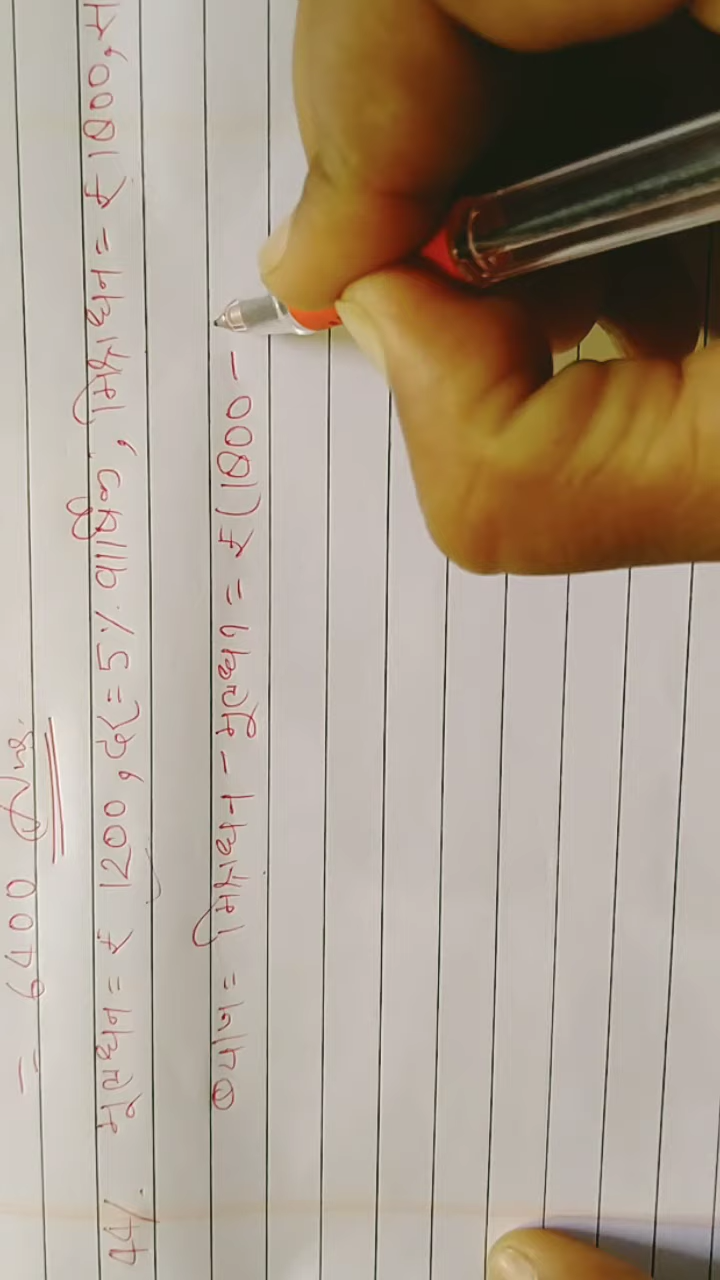 = 6400 Ans.
44. मूलधन = ₹ 1200, दर = 5% वार्षिक, मिश्रधन = ₹ 1800, स
ब्याज = मिश्रधन - मूलधन = ₹ (1800 -